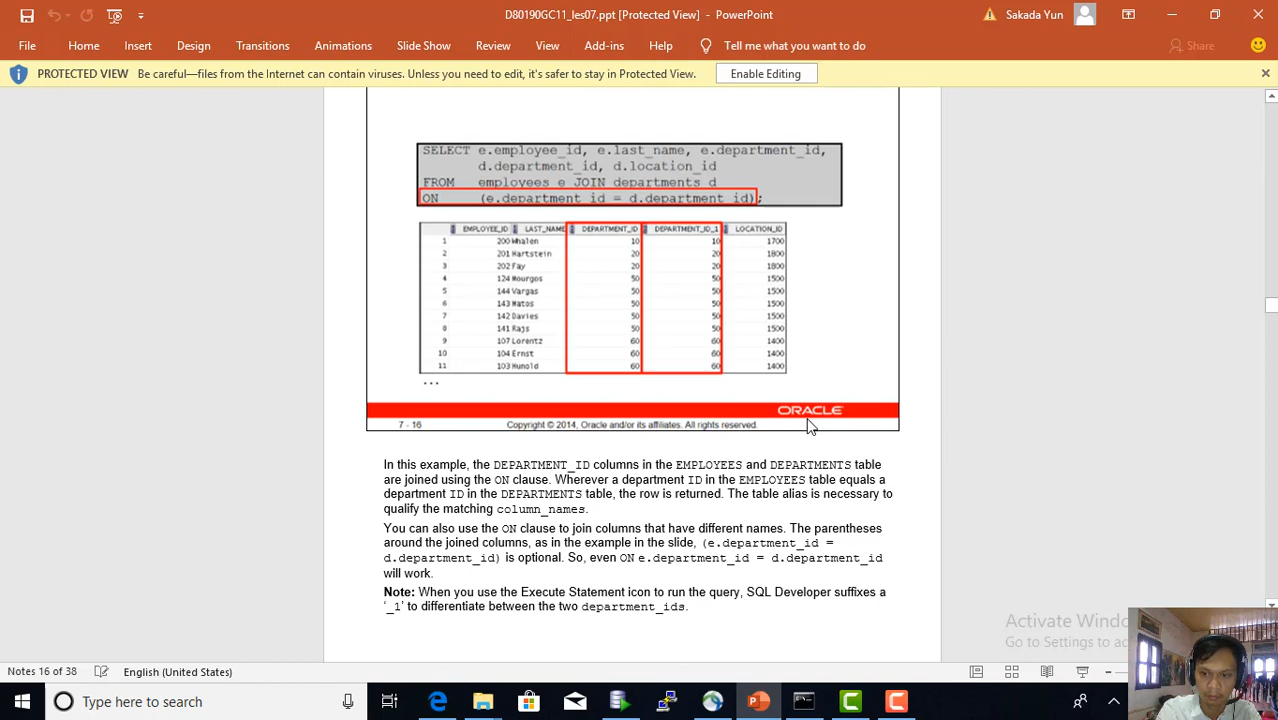 D80190GC11_les07.ppt [Protected View] - PowerPoint
Sakada Yun
File Home Insert Design Transitions Animations Slide Show Review View Add-ins Help Tell me what you want to do Share
PROTECTED VIEW Be careful—files from the Internet can contain viruses. Unless you need to edit, it's safer to stay in Protected View. Enable Editing
SELECT e.employee_id, e.last_name, e.department_id,
d.department_id, d.location_id
FROM employees e JOIN departments d
ON (e.department_id = d.department_id);
EMPLOYEE_ID LAST_NAME DEPARTMENT_ID DEPARTMENT_ID_1 LOCATION_ID
1 200 Whalen 10 10 1700
2 201 Hartstein 20 20 1800
3 202 Fay 20 20 1800
4 124 Mourgos 50 50 1500
5 144 Vargas 50 50 1500
6 143 Matos 50 50 1500
7 142 Davies 50 50 1500
8 141 Rajs 50 50 1500
9 107 Lorentz 60 60 1400
10 104 Ernst 60 60 1400
11 103 Hunold 60 60 1400
...
ORACLE
7 - 16 Copyright © 2014, Oracle and/or its affiliates. All rights reserved.
In this example, the DEPARTMENT_ID columns in the EMPLOYEES and DEPARTMENTS table
are joined using the ON clause. Wherever a department ID in the EMPLOYEES table equals a
department ID in the DEPARTMENTS table, the row is returned. The table alias is necessary to
qualify the matching column_names.
You can also use the ON clause to join columns that have different names. The parentheses
around the joined columns, as in the example in the slide, (e.department_id =
d.department_id) is optional. So, even ON e.department_id = d.department_id
will work.
Note: When you use the Execute Statement icon to run the query, SQL Developer suffixes a
‘_1’ to differentiate between the two department_ids.
Activate Windo
Go to Settings to ac
Notes 16 of 38 English (United States)
Type here to search